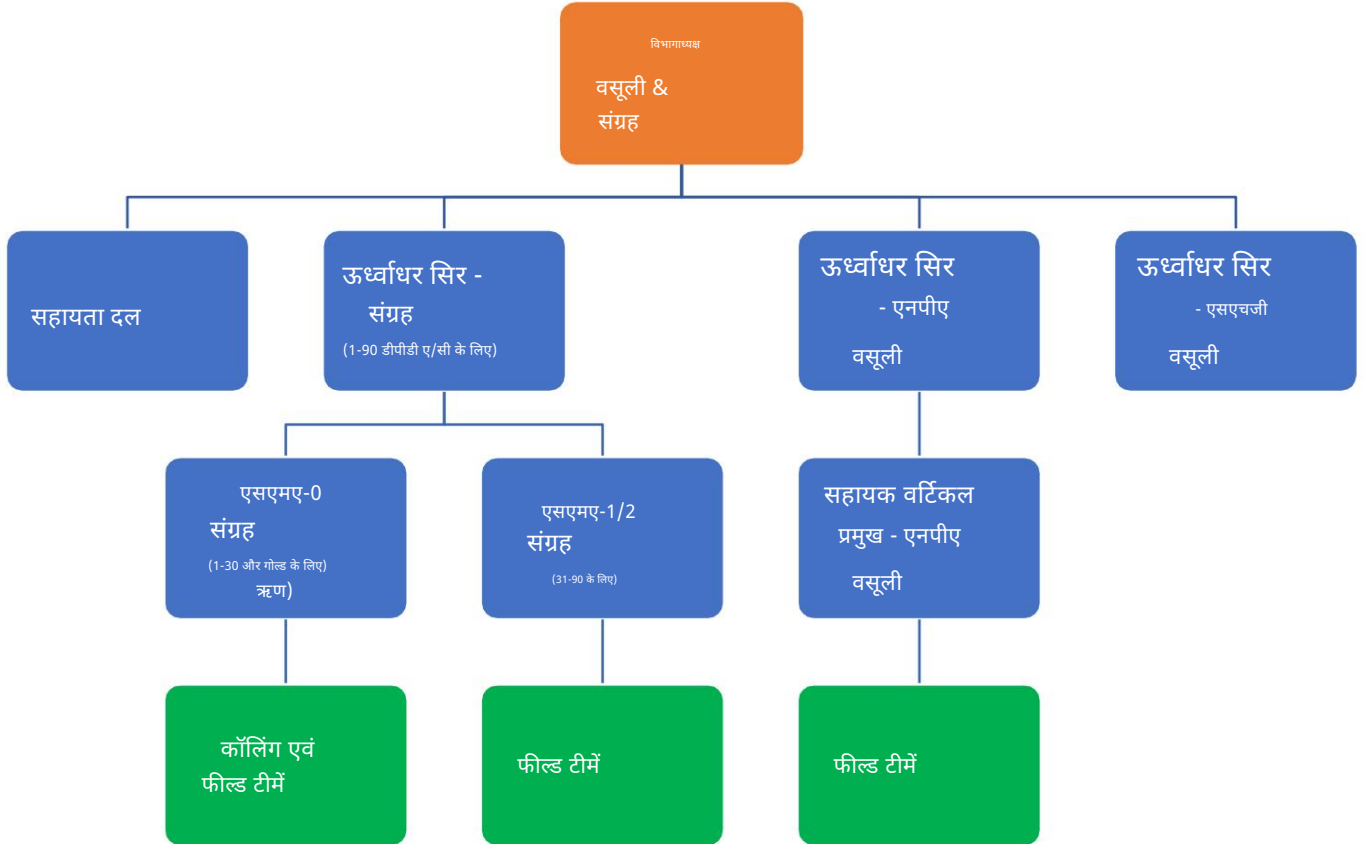 विभागाध्यक्ष
वसूली &
संग्रह
सहायता दल
ऊर्ध्वाधर सिर -
संग्रह
(1-90 डीपीडी ए/सी के लिए)
ऊर्ध्वाधर सिर
- एनपीए
वसूली
ऊर्ध्वाधर सिर
- एसएचजी
वसूली
एसएमए-0
संग्रह
(1-30 और गोल्ड के लिए)
ऋण)
एसएमए-1/2
संग्रह
(31-90 के लिए)
सहायक वर्टिकल
प्रमुख - एनपीए
वसूली
कॉलिंग एवं
फील्ड टीमें
फील्ड टीमें
फील्ड टीमें